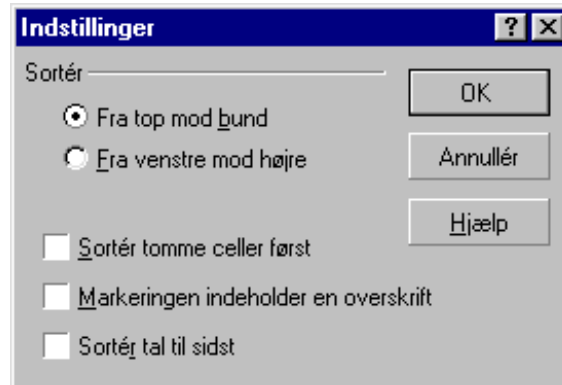 Indstillinger
Sortér
Fra top mod bund
Fra venstre mod højre
Sortér tomme celler først
Markeringen indeholder en overskrift
Sortér tal til sidst
OK
Annullér
Hjælp